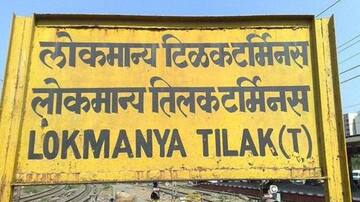 लोकमान्य टिळकटर्मिनस
लोकमान्य तिलकटर्मिनस
LOKMANYA TILAK(T)